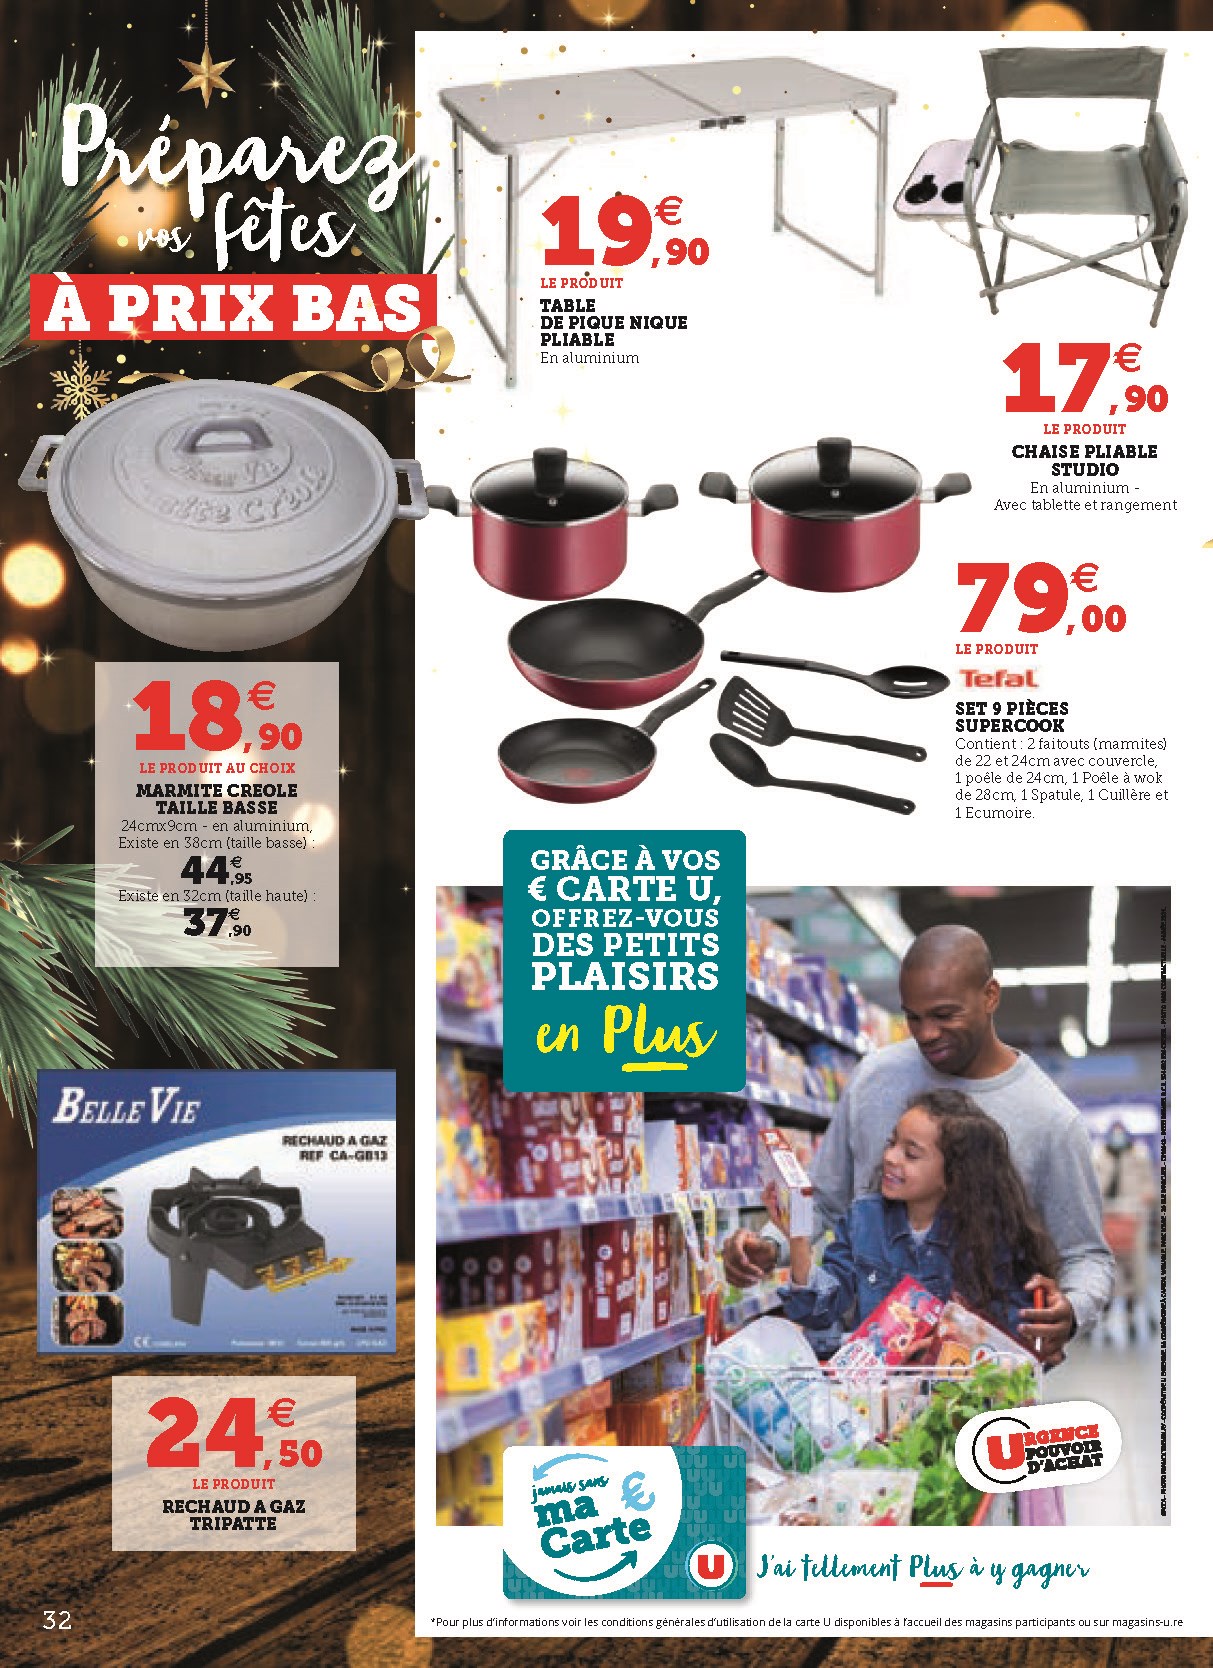 Préparez
vos fêtes
À PRIX BAS
19€,90
LE PRODUIT
TABLE
DE PIQUE NIQUE
PLIABLE
En aluminium
17€,90
LE PRODUIT
CHAISE PLIABLE
STUDIO
En aluminium -
Avec tablette et rangement
18€,90
LE PRODUIT AU CHOIX
MARMITE CREOLE
TAILLE BASSE
24cmx9cm - en aluminium,
Existe en 38cm (taille basse) :
44€,95
Existe en 32cm (taille haute) :
37€,90
79€,00
LE PRODUIT
Tefal
SET 9 PIÈCES
SUPERCOOK
Contient : 2 faitouts (marmites)
de 22 et 24cm avec couvercle,
1 poêle de 24cm, 1 Poêle à wok
de 28cm, 1 Spatule, 1 Cuillère et
1 Ecumoire.
GRÂCE À VOS
€ CARTE U,
OFFREZ-VOUS
DES PETITS
PLAISIRS
en Plus
BELLE VIE
RECHAUD A GAZ
REF CA-GB13
24€,50
LE PRODUIT
RECHAUD A GAZ
TRIPATTE
URGENCE
POUVOIR
D'ACHAT
jamais sans
ma €
Carte
U
J'ai tellement Plus à y gagner
32
*Pour plus d'informations voir les conditions générales d'utilisation de la carte U disponibles à l'accueil des magasins participants ou sur magasins-u.re